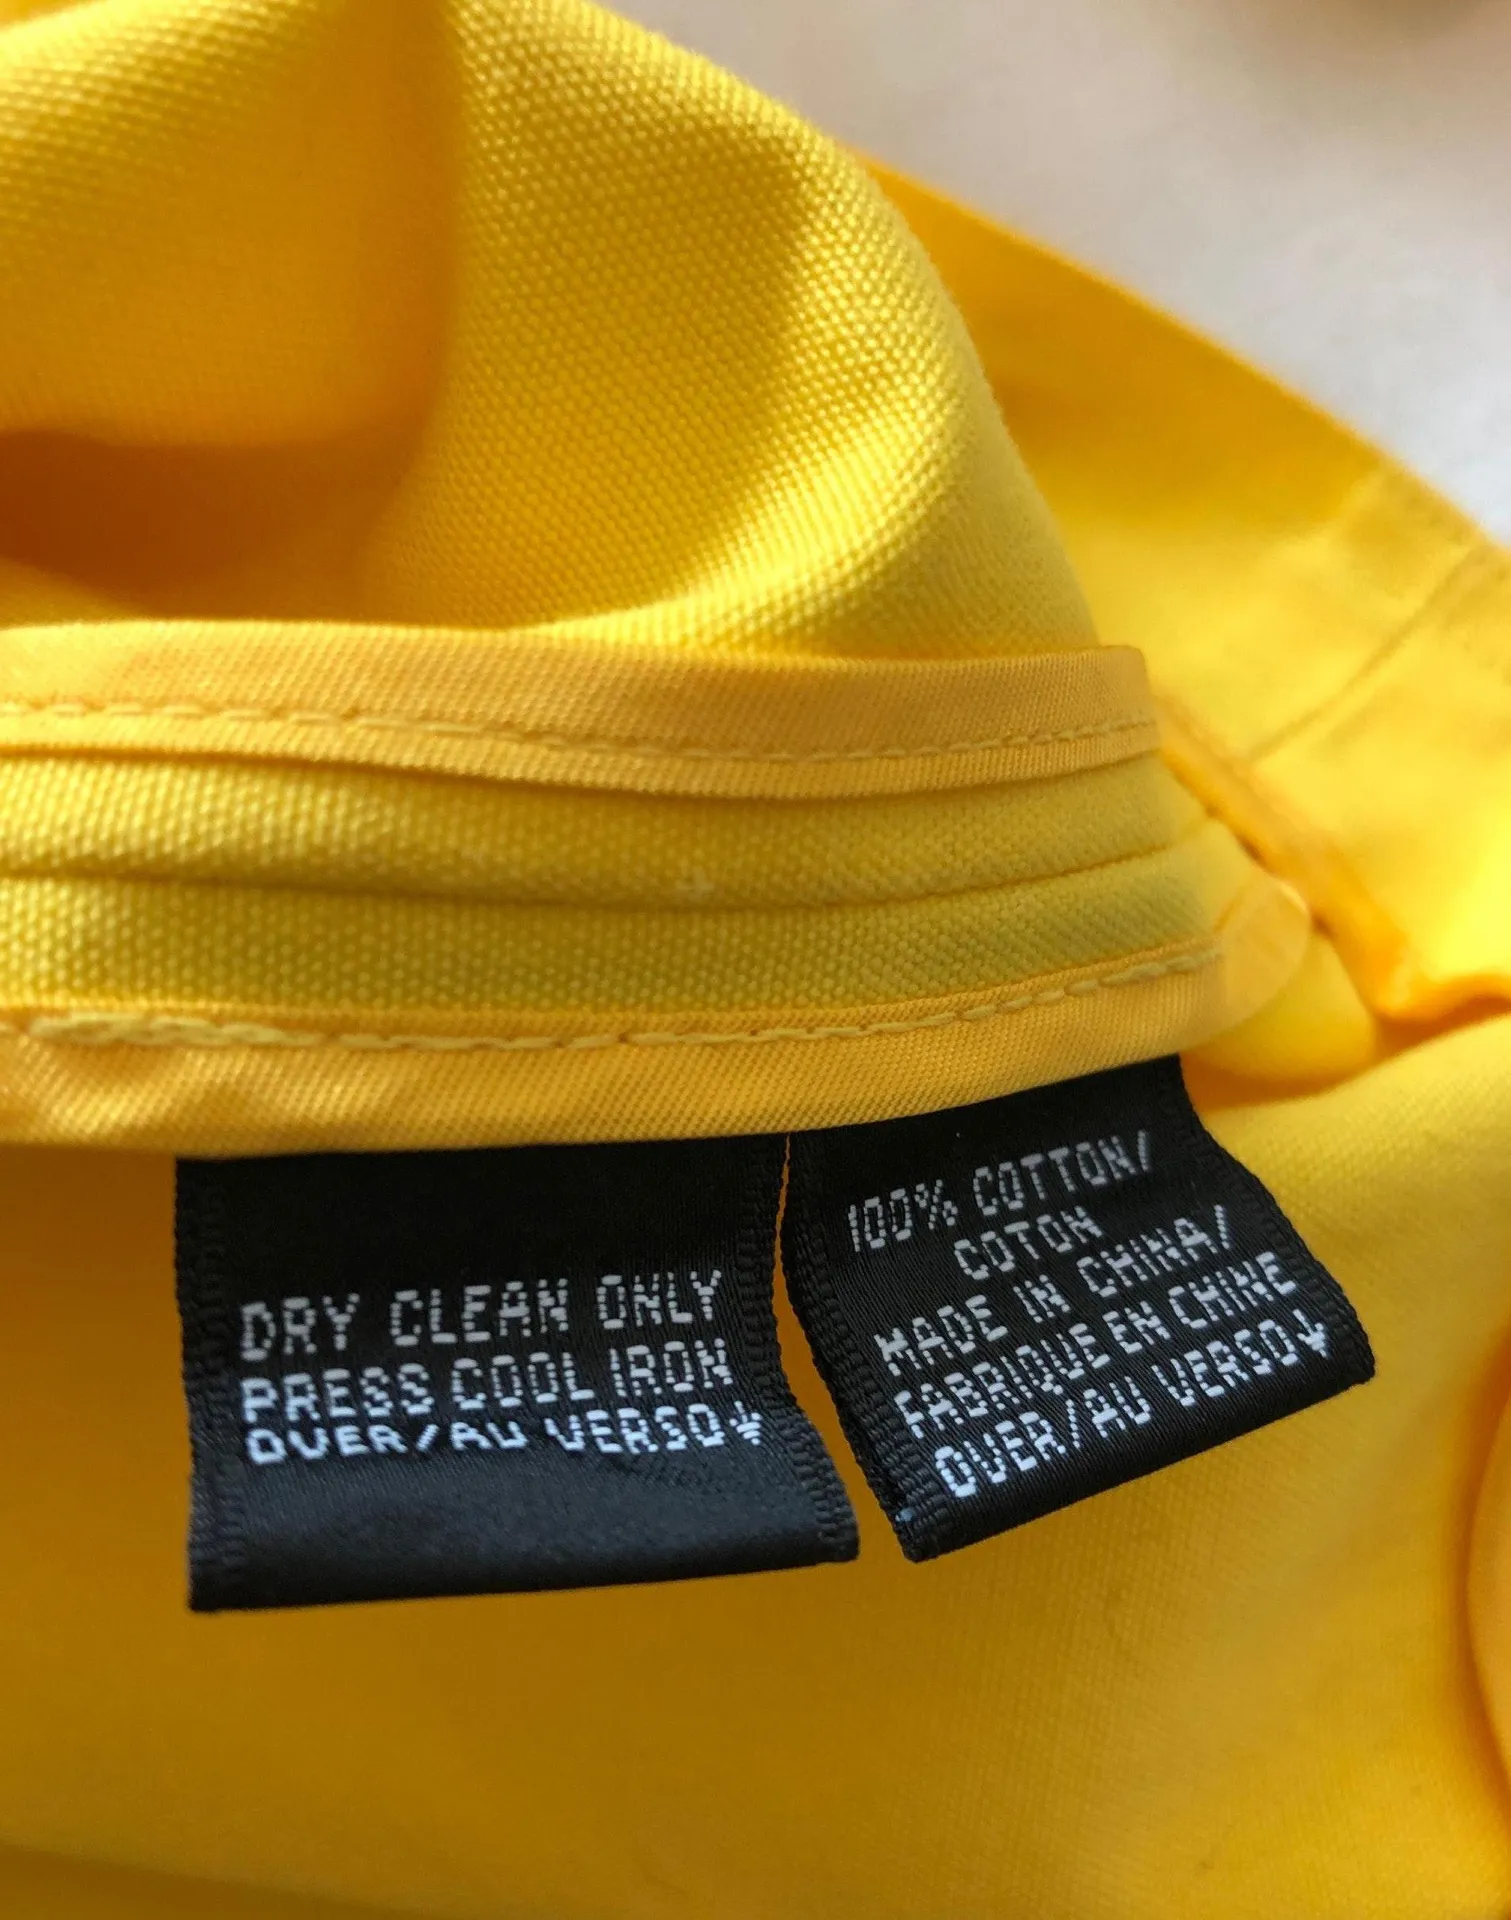 DRY CLEAN ONLY
PRESS COOL IRON
OVER/AU VERSO↓
100% COTTON/
COTON
MADE IN CHINA/
FABRIQUE EN CHINE
OVER/AU VERSO↓